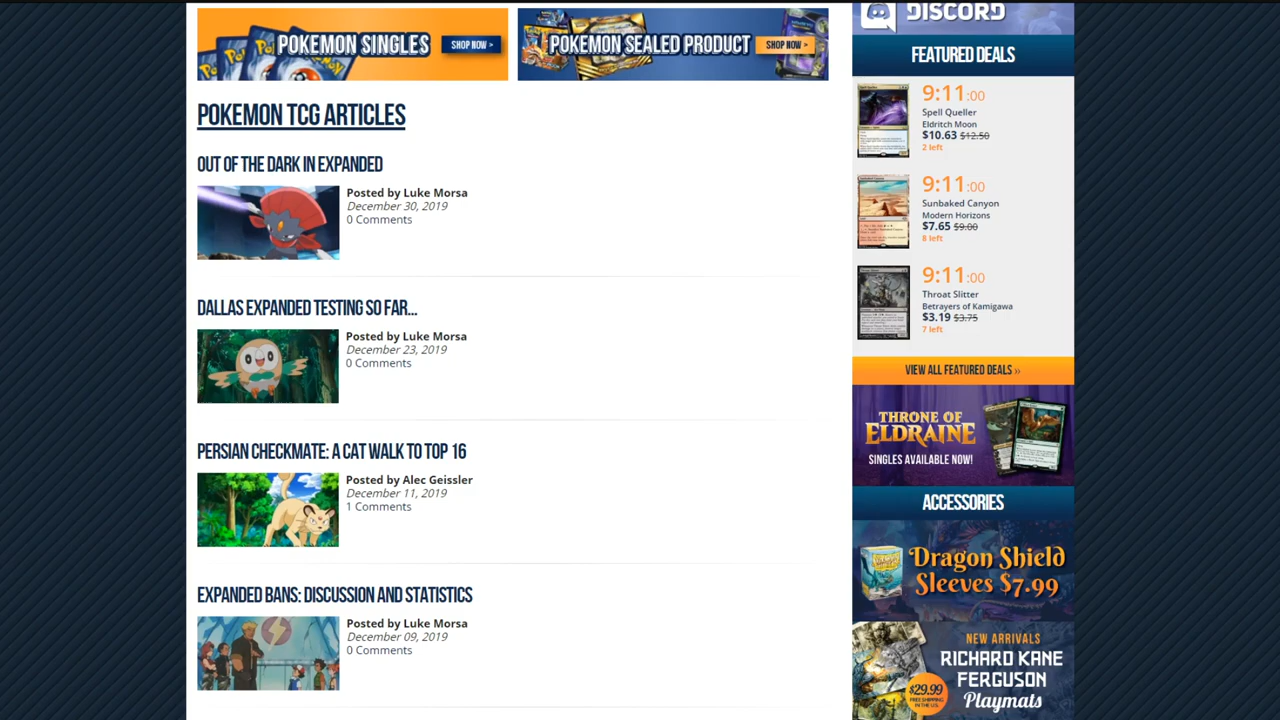 POKEMON SINGLES
SHOP NOW >
POKEMON SEALED PRODUCT
SHOP NOW >
POKEMON TCG ARTICLES
OUT OF THE DARK IN EXPANDED
Posted by Luke Morsa
December 30, 2019
0 Comments
DALLAS EXPANDED TESTING SO FAR...
Posted by Luke Morsa
December 23, 2019
0 Comments
PERSIAN CHECKMATE: A CAT WALK TO TOP 16
Posted by Alec Geissler
December 11, 2019
1 Comments
EXPANDED BANS: DISCUSSION AND STATISTICS
Posted by Luke Morsa
December 09, 2019
0 Comments
DISCORD
FEATURED DEALS
9:11:00
Spell Queller
Eldritch Moon
$10.63 $12.50
2 left
9:11:00
Sunbaked Canyon
Modern Horizons
$7.65 $9.00
8 left
9:11:00
Throat Slitter
Betrayers of Kamigawa
$3.19 $3.75
7 left
VIEW ALL FEATURED DEALS »
THRONE OF
ELDRAINE
SINGLES AVAILABLE NOW!
ACCESSORIES
Dragon Shield
Sleeves $7.99
NEW ARRIVALS
RICHARD KANE
FERGUSON
Playmats
$29.99
FREE SHIPPING
IN THE U.S.